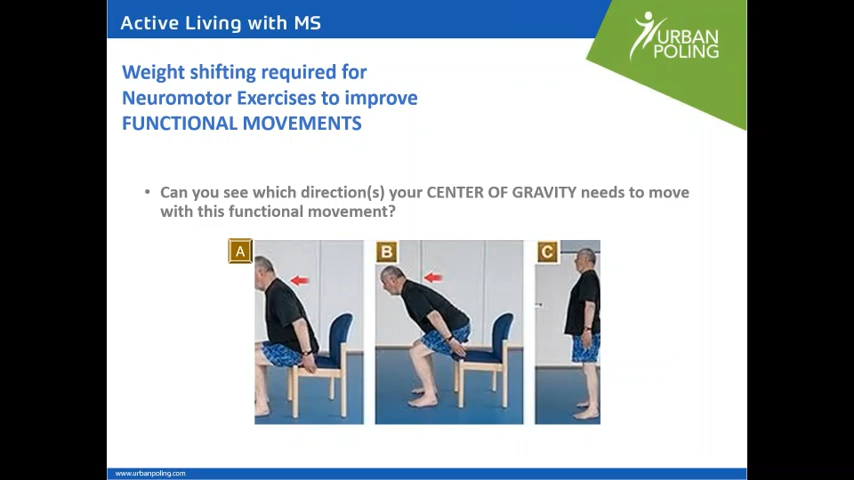 Active Living with MS
URBAN
POLING
Weight shifting required for
Neuromotor Exercises to improve
FUNCTIONAL MOVEMENTS
• Can you see which direction(s) your CENTER OF GRAVITY needs to move
with this functional movement?
A
B
C
www.urbanpoling.com